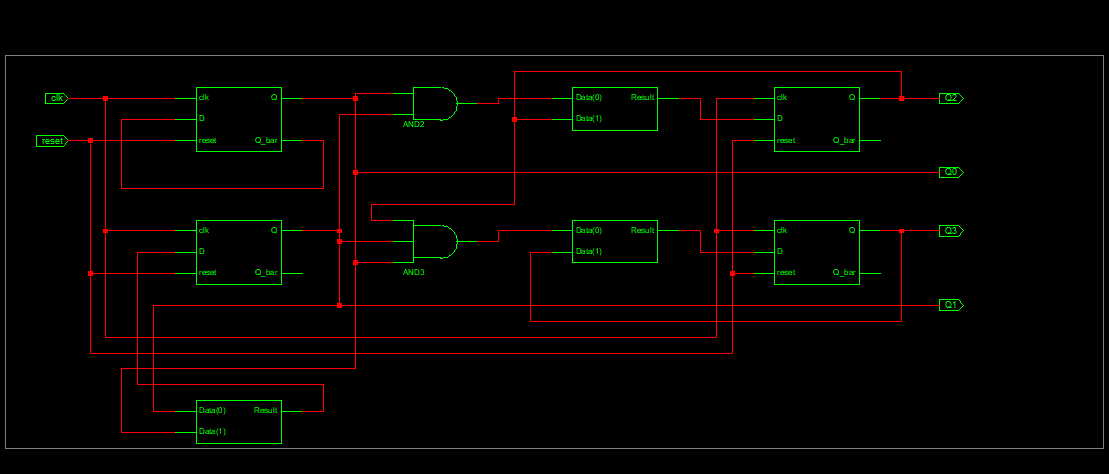 clk
reset
clk Q
D
reset Q_bar
AND2
Data(0) Result
Data(1)
clk Q
D
reset Q_bar
Q2
Q0
clk Q
D
reset Q_bar
AND3
Data(0) Result
Data(1)
clk Q
D
reset Q_bar
Q3
Q1
Data(0) Result
Data(1)